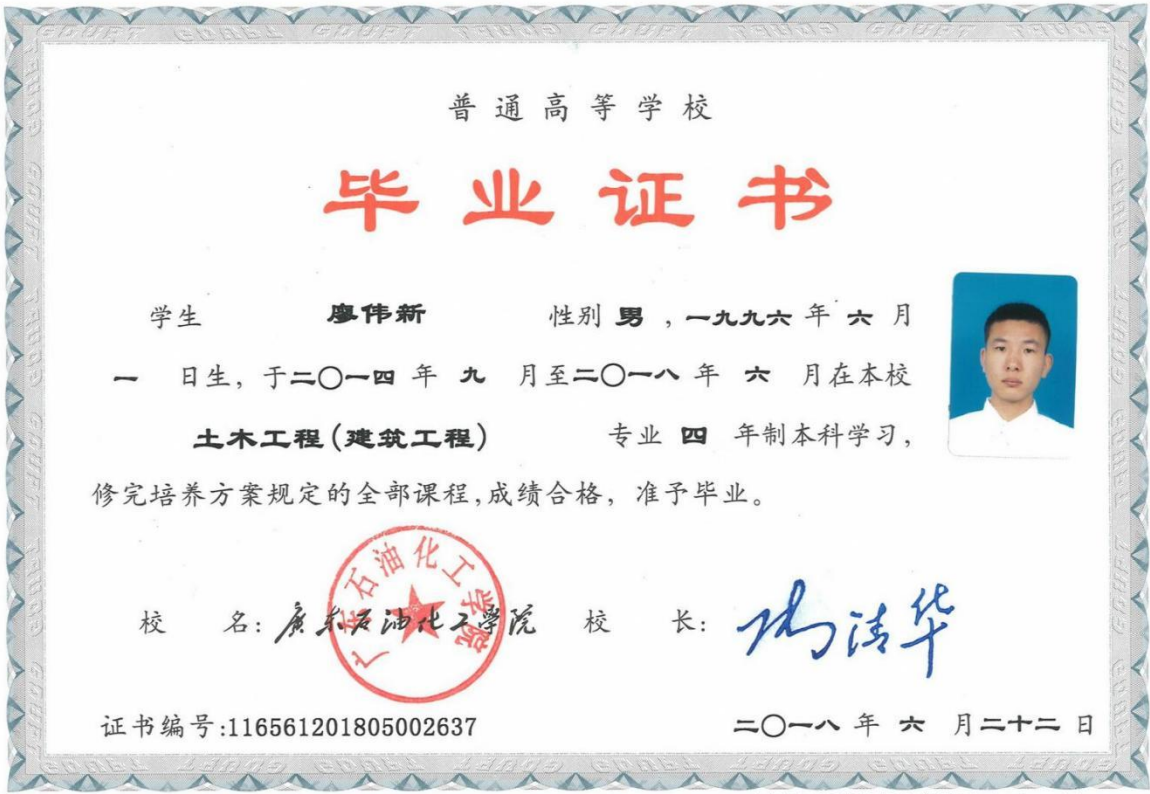 普通高等学校
毕业证书
学生 廖伟新 性别 男 ，一九九六 年 六 月
一 日生，于二〇一四 年 九 月至二〇一八 年 六 月在本校
土木工程(建筑工程) 专业 四 年制本科学习，
修完培养方案规定的全部课程，成绩合格，准予毕业。
广东石油化工学院
校 名：廣东石油化工學院 校 长：
清华
证书编号:116561201805002637
二〇一八 年 六 月二十二 日